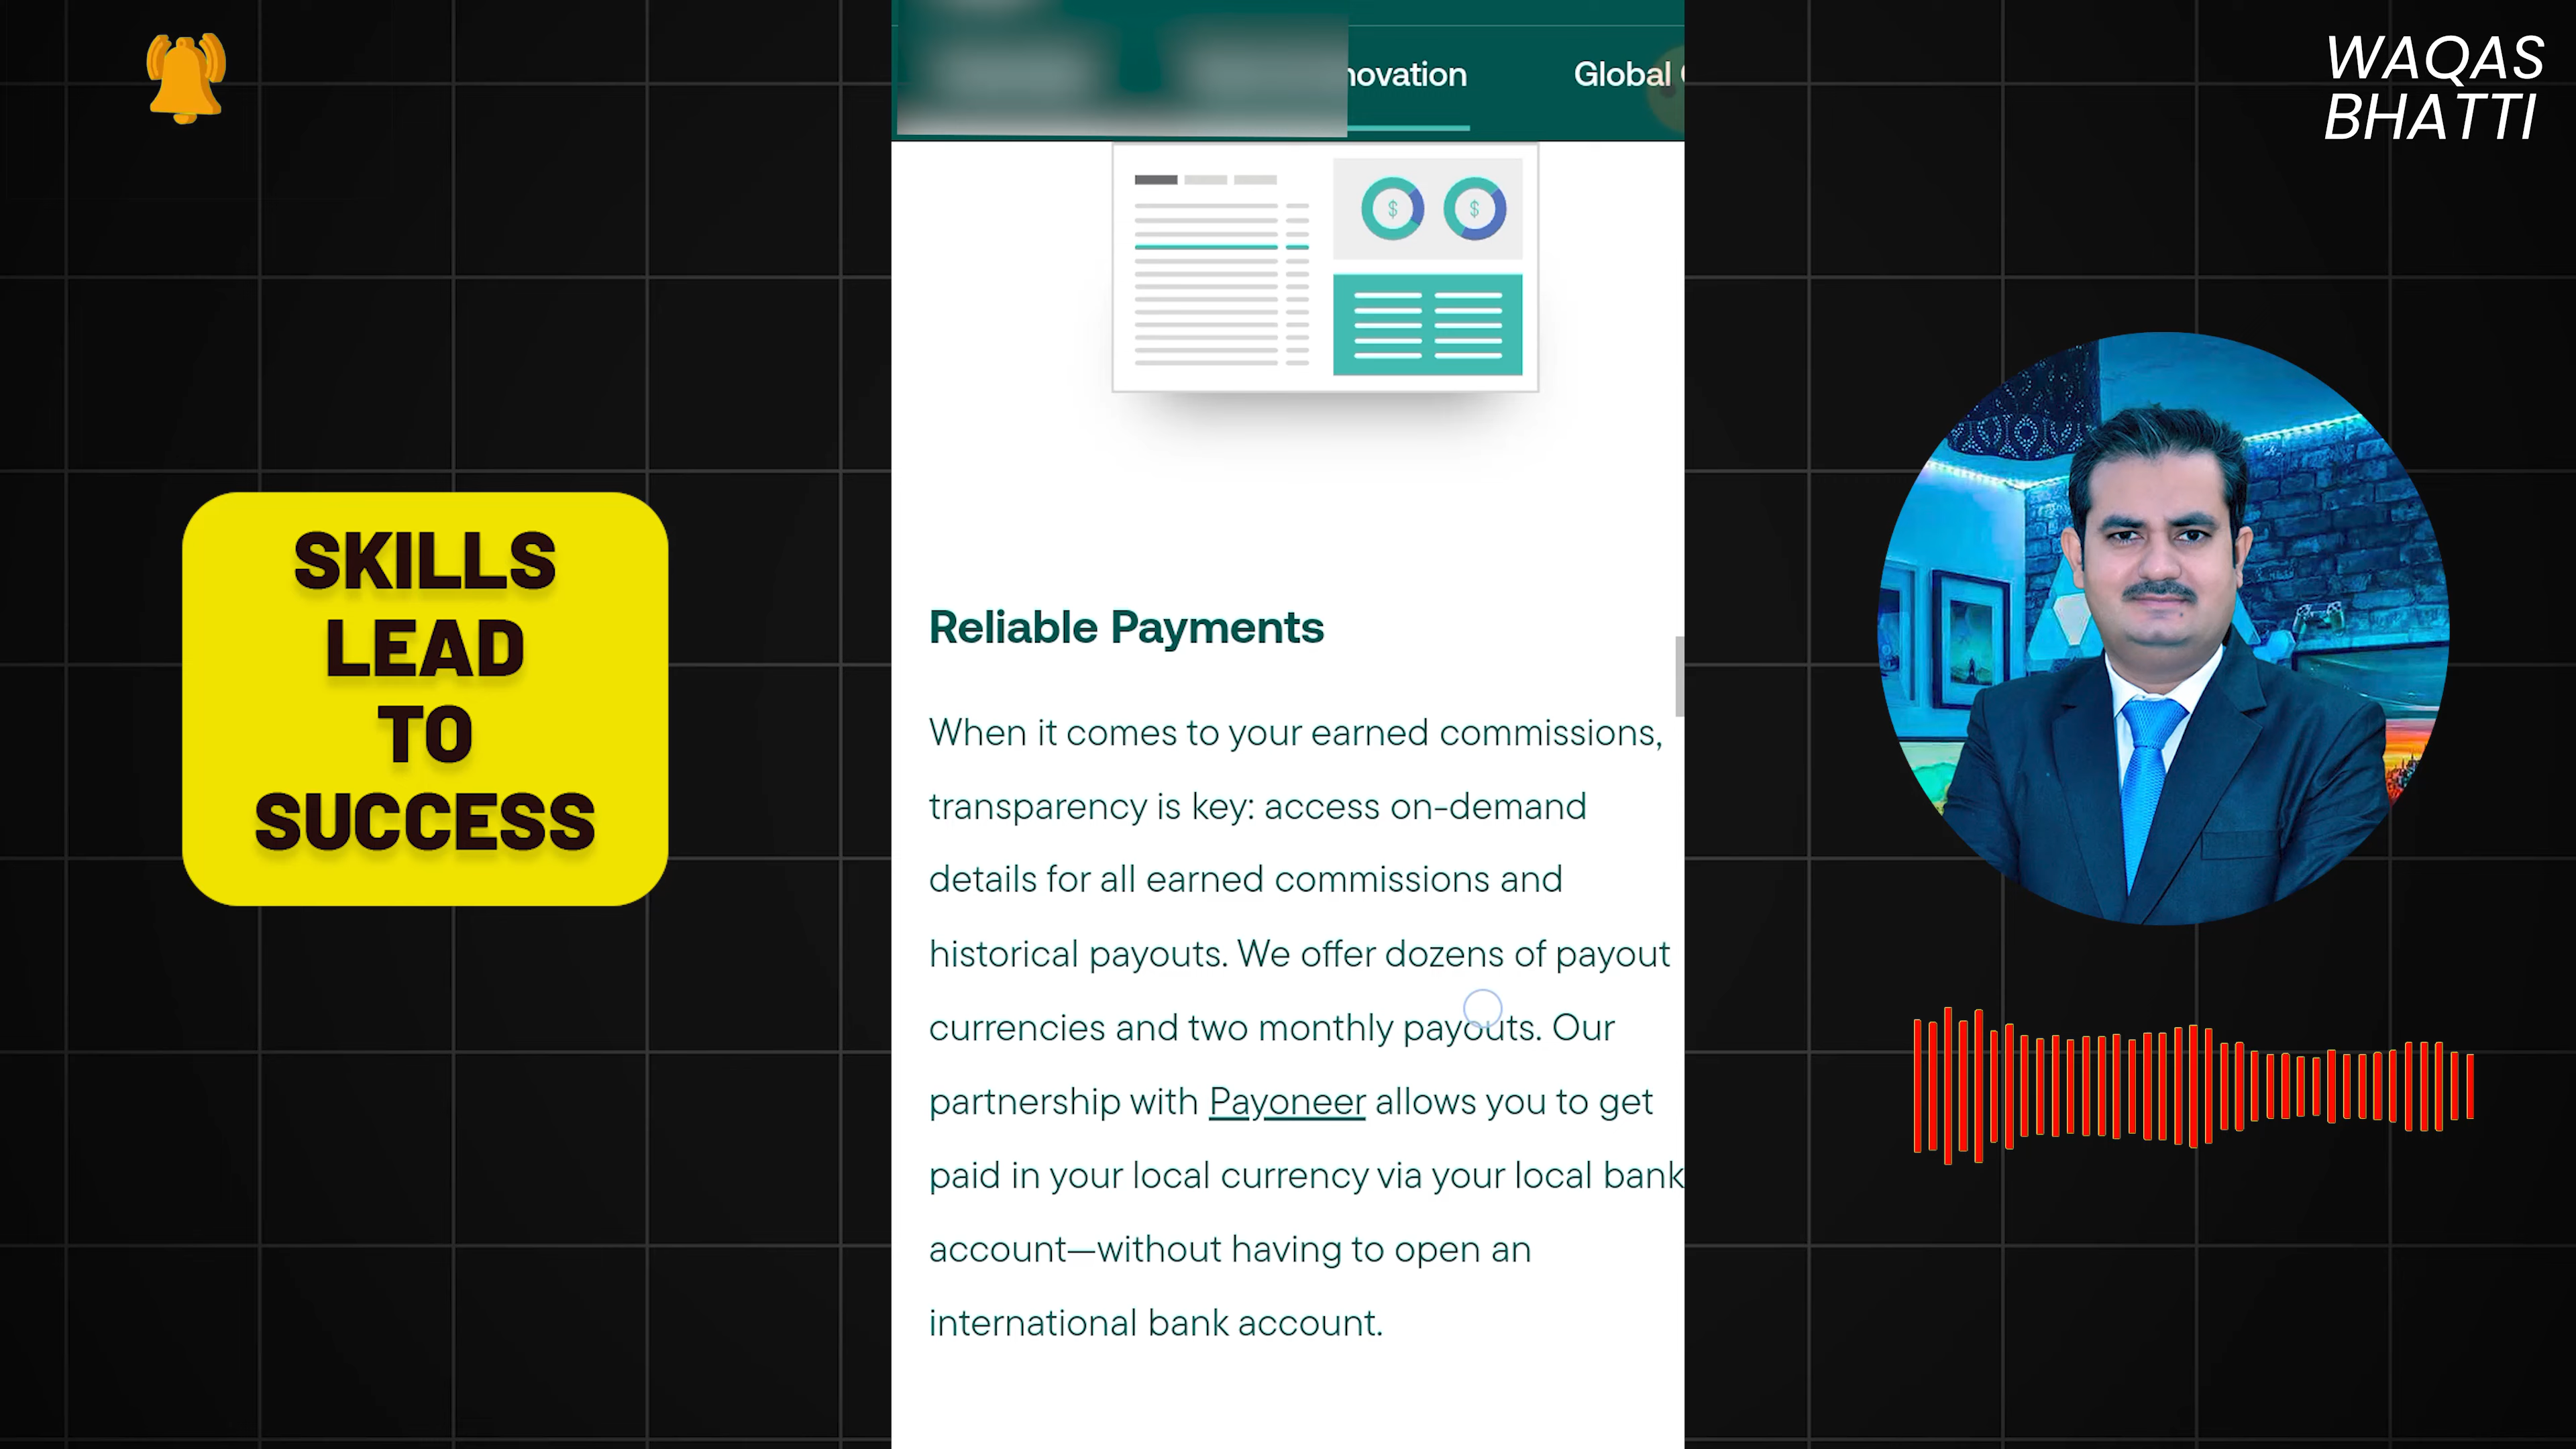 WAQAS
BHATTI
novation
Global
SKILLS
LEAD
TO
SUCCESS
Reliable Payments
When it comes to your earned commissions,
transparency is key: access on-demand
details for all earned commissions and
historical payouts. We offer dozens of payout
currencies and two monthly payouts. Our
partnership with Payoneer allows you to get
paid in your local currency via your local bank
account—without having to open an
international bank account.